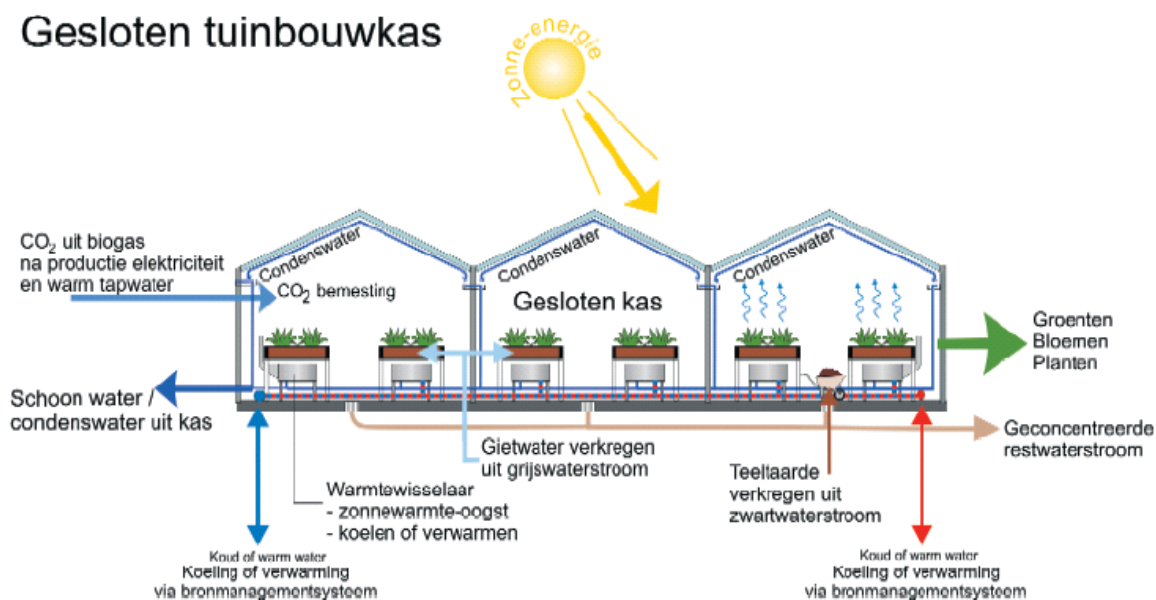 Gesloten tuinbouwkas
Zonne-energie
CO₂ uit biogas
na productie elektriciteit
en warm tapwater
Condenswater
CO₂ bemesting
Condenswater
Gesloten kas
Condenswater
Groenten
Bloemen
Planten
Schoon water /
condenswater uit kas
Gietwater verkregen
uit grijswaterstroom
Geconcentreerde
restwaterstroom
Warmtewisselaar
- zonnewarmte-oogst
- koelen of verwarmen
Teeltaarde
verkregen uit
zwartwaterstroom
Koud of warm water
Koeling of verwarming
via bronmanagementsysteem
Koud of warm water
Koeling of verwarming
via bronmanagementsysteem